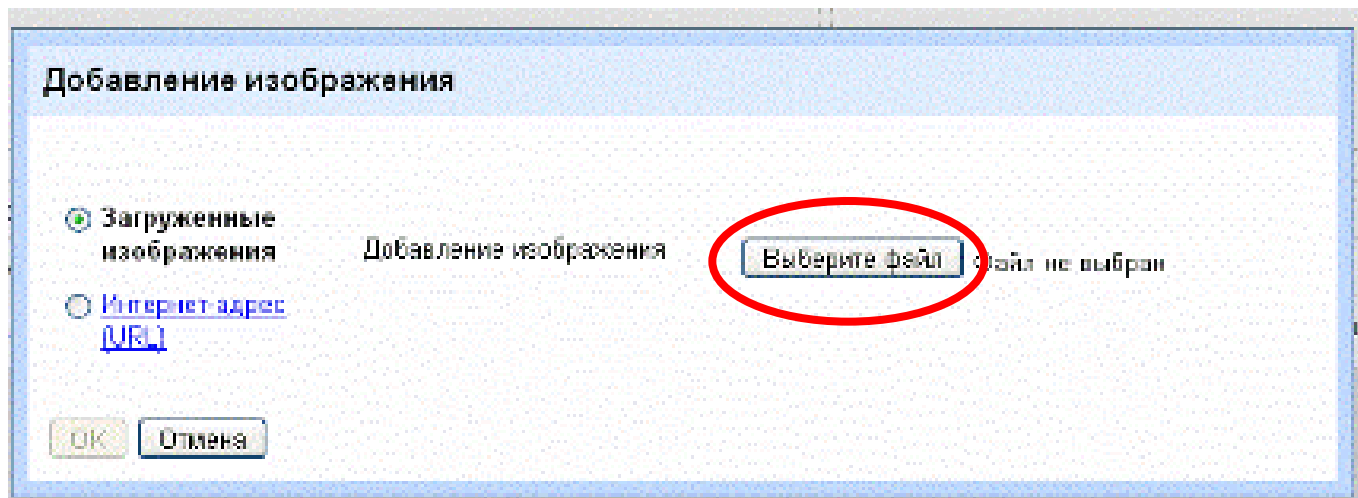 Добавление изображения
Загруженные
изображения
Добавление изображения
Выберите файл
Файл не выбран
Интернет-адрес
(URL)
OK
Отмена